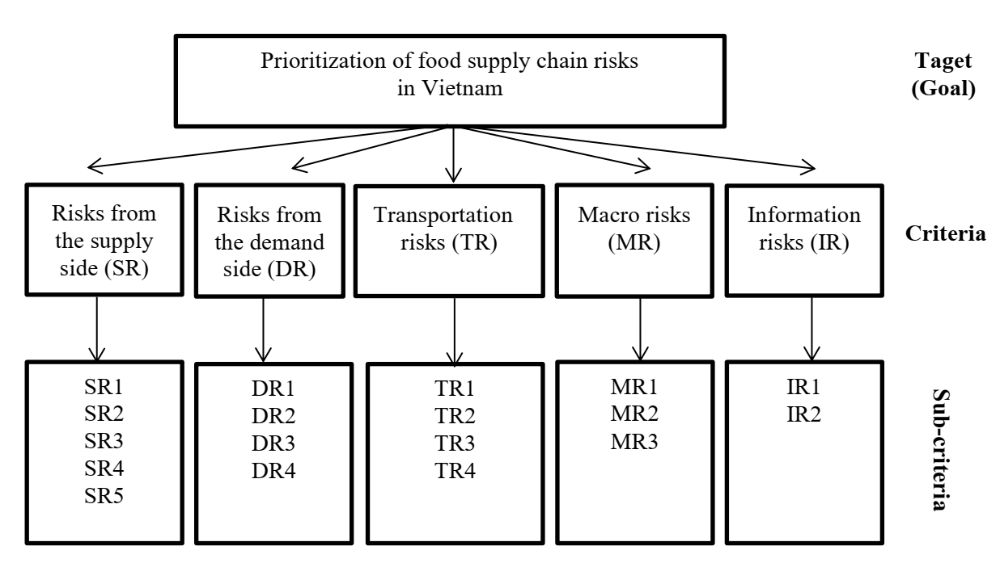 Prioritization of food supply chain risks
in Vietnam
Taget
(Goal)
Risks from
the supply
side (SR)
Risks from
the demand
side (DR)
Transportation
risks (TR)
Macro risks
(MR)
Information
risks (IR)
Criteria
SR1
SR2
SR3
SR4
SR5
DR1
DR2
DR3
DR4
TR1
TR2
TR3
TR4
MR1
MR2
MR3
IR1
IR2
Sub-criteria